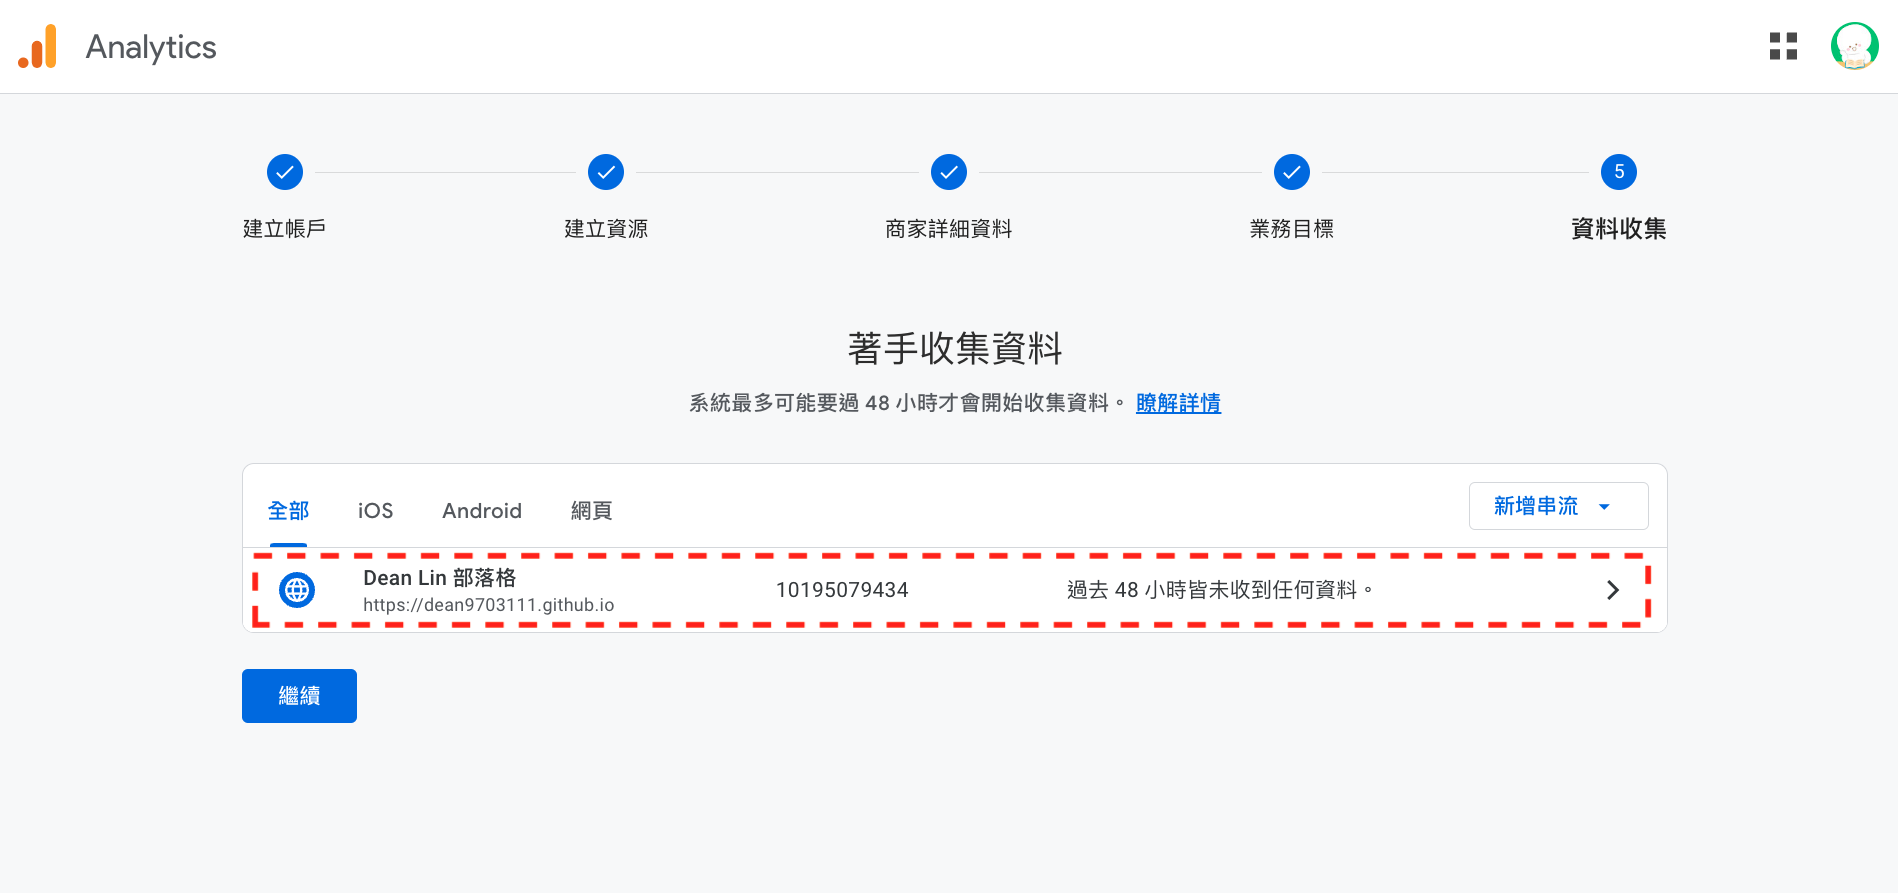 Analytics
建立帳戶
建立資源
商家詳細資料
業務目標
5
資料收集
著手收集資料
系統最多可能要過 48 小時才會開始收集資料。 瞭解詳情
全部 iOS Android 網頁 新增串流
Dean Lin 部落格
https://dean9703111.github.io
10195079434
過去 48 小時皆未收到任何資料。
繼續